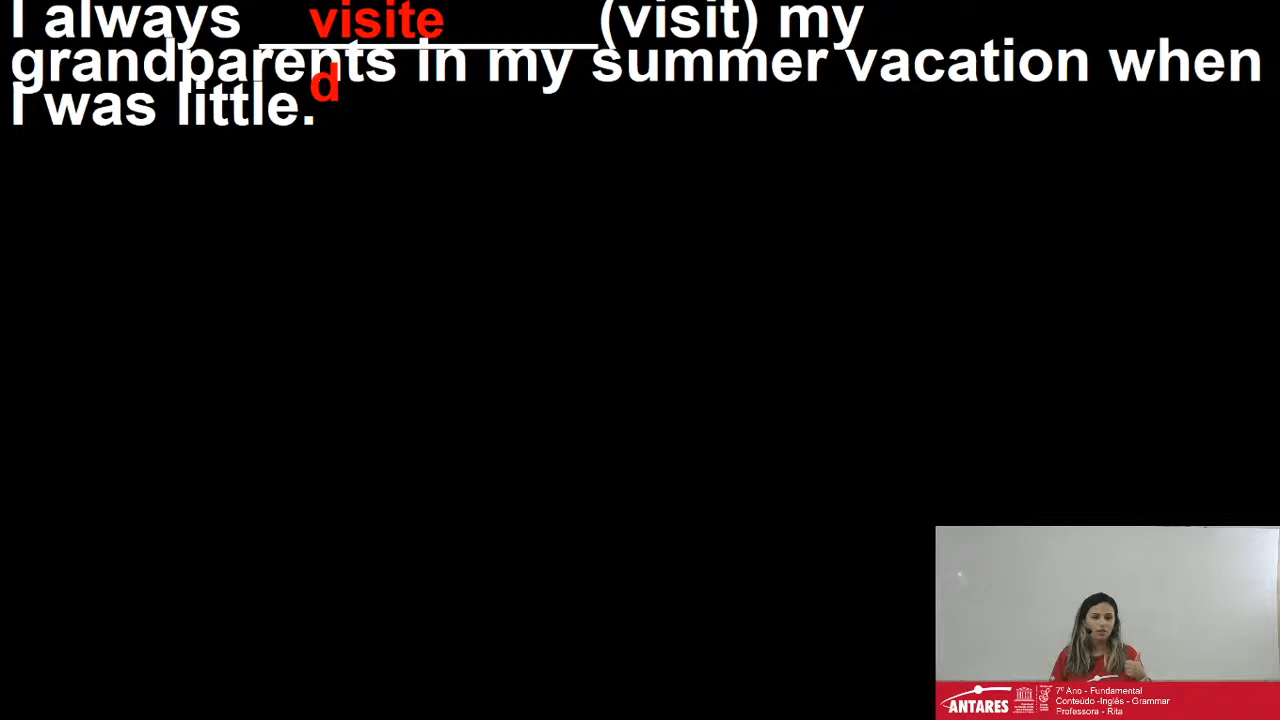 I always visite (visit) my
grandparents in my summer vacation when
d
I was little.
ANTARES
7º Ano - Fundamental
Conteúdo -Inglês - Grammar
Professora - Rita